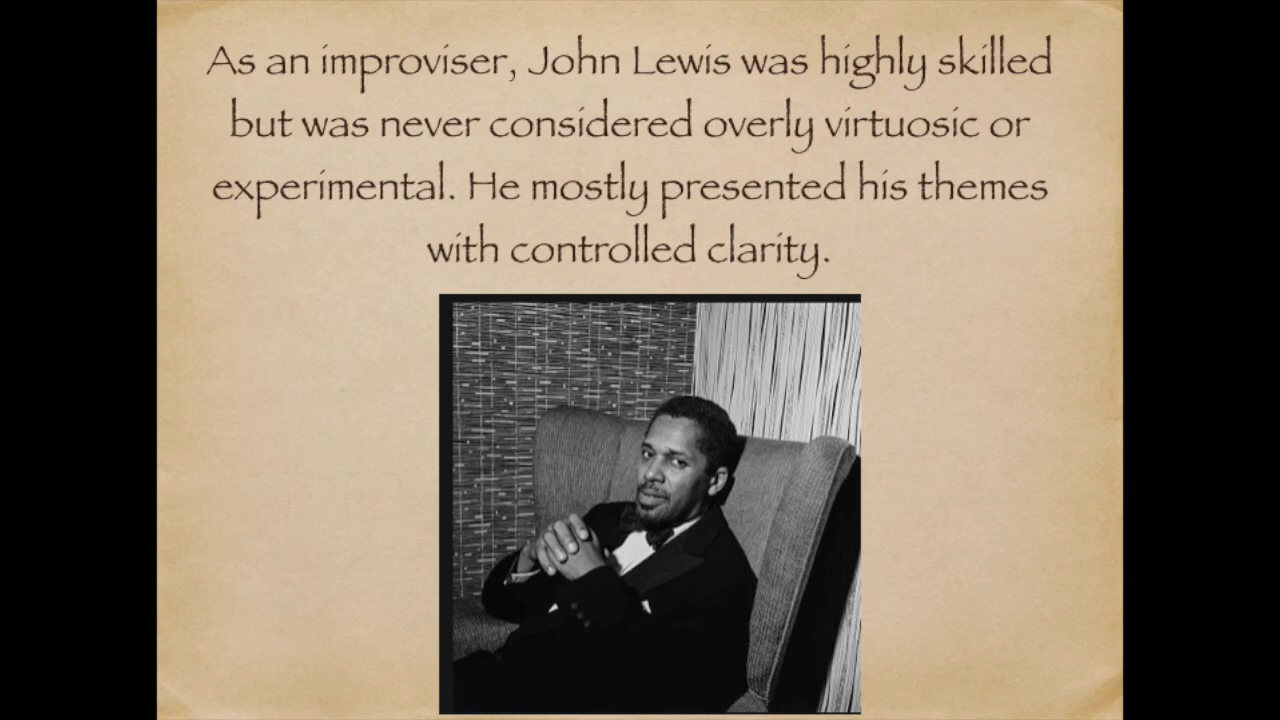 As an improviser, John Lewis was highly skilled
but was never considered overly virtuosic or
experimental. He mostly presented his themes
with controlled clarity.